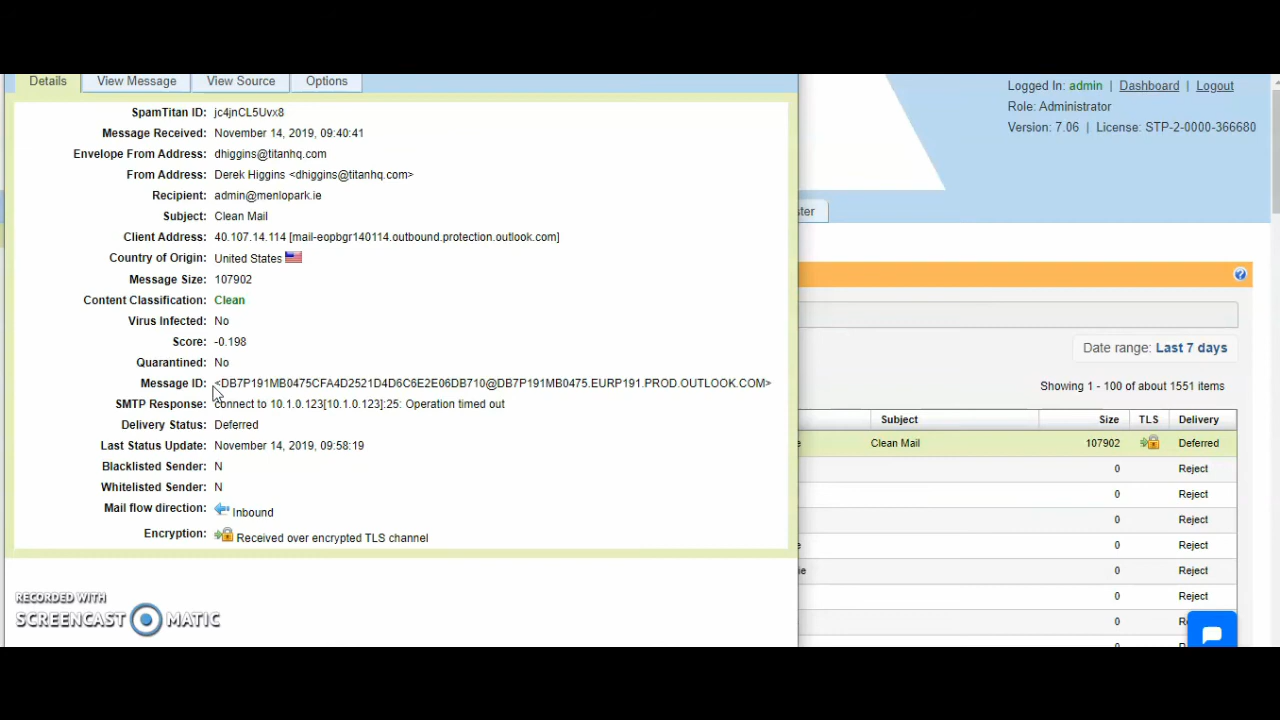 Details View Message View Source Options
Logged In: admin | Dashboard | Logout
Role: Administrator
Version: 7.06 | License: STP-2-0000-366680
SpamTitan ID: jc4jnCL5Uvx8
Message Received: November 14, 2019, 09:40:41
Envelope From Address: dhiggins@titanhq.com
From Address: Derek Higgins <dhiggins@titanhq.com>
Recipient: admin@menlopark.ie
Subject: Clean Mail
Client Address: 40.107.14.114 [mail-eopbgr140114.outbound.protection.outlook.com]
Country of Origin: United States
Message Size: 107902
Content Classification: Clean
Virus Infected: No
Score: -0.198
Quarantined: No
Message ID: <DB7P191MB0475CFA4D2521D4D6C6E2E06DB710@DB7P191MB0475.EURP191.PROD.OUTLOOK.COM>
SMTP Response: connect to 10.1.0.123[10.1.0.123]:25: Operation timed out
Delivery Status: Deferred
Last Status Update: November 14, 2019, 09:58:19
Blacklisted Sender: N
Whitelisted Sender: N
Mail flow direction: Inbound
Encryption: Received over encrypted TLS channel
ster
?
Date range: Last 7 days
Showing 1 - 100 of about 1551 items
Subject Size TLS Delivery
e Clean Mail 107902 Deferred
0 Reject
0 Reject
0 Reject
e 0 Reject
ie 0 Reject
0 Reject
0 Reject
RECORDED WITH
SCREENCAST MATIC